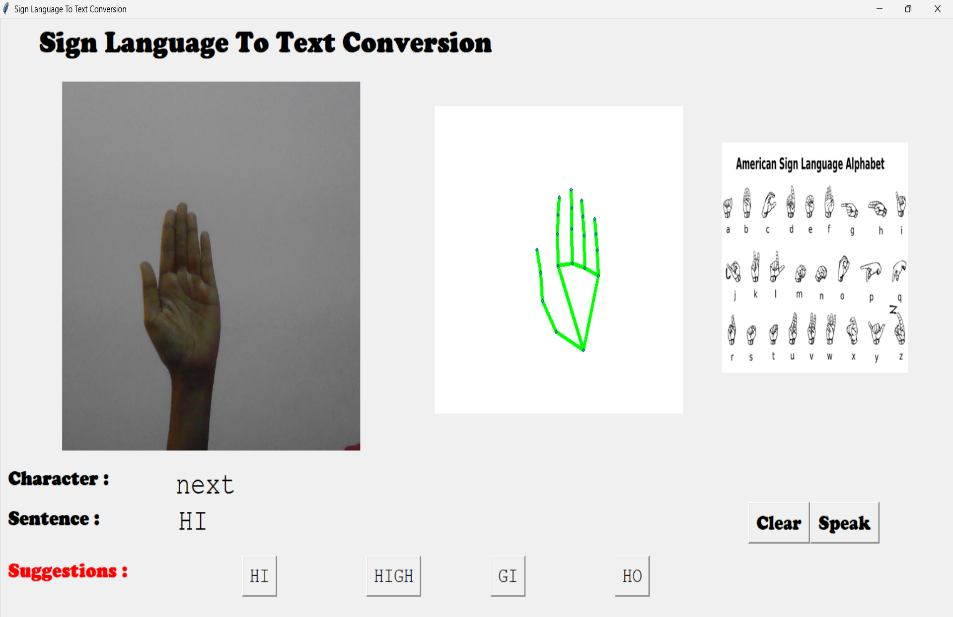 Sign Language To Text Conversion
Sign Language To Text Conversion
American Sign Language Alphabet
a b c d e f g h i
j k l m n o p q
r s t u v w x y z
Z
Character : next
Sentence : HI
Clear Speak
Suggestions : HI HIGH GI HO